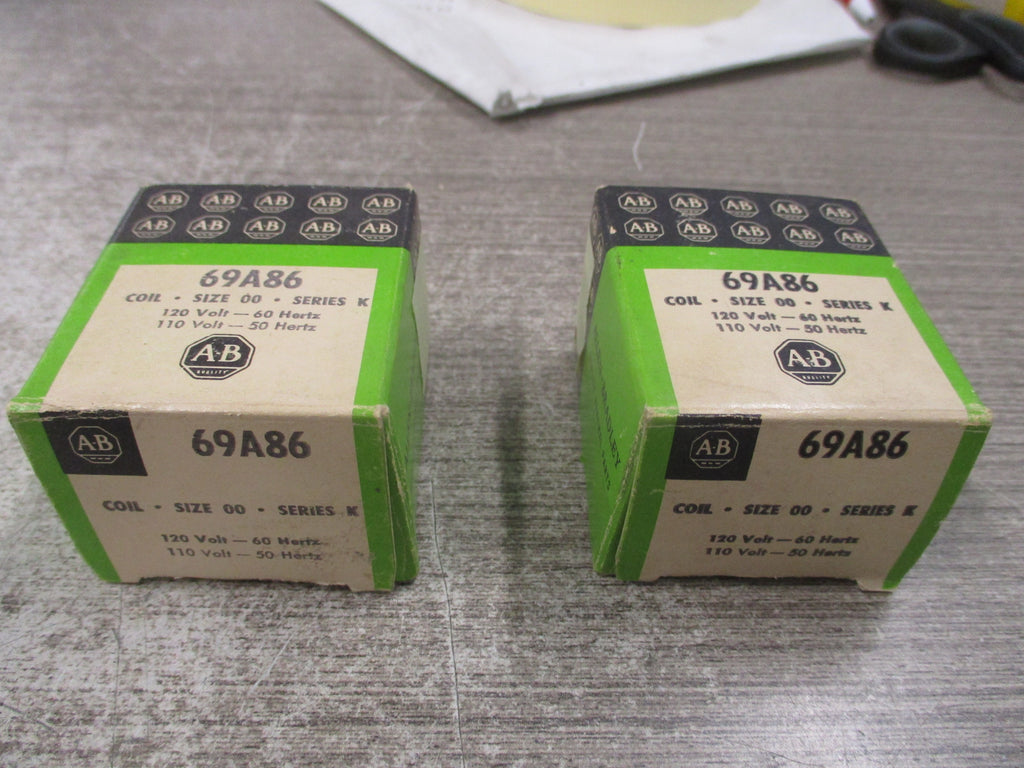 A-B A-B A-B A-B A-B
A-B A-B A-B A-B A-B
69A86
COIL • SIZE 00 • SERIES K
120 Volt — 60 Hertz
110 Volt — 50 Hertz
A-B
QUALITY
A-B
69A86
COIL • SIZE 00 • SERIES K
120 Volt — 60 Hertz
110 Volt — 50 Hertz
A-B A-B A-B A-B A-B
A-B A-B A-B A-B A-B
69A86
COIL • SIZE 00 • SERIES K
120 Volt — 60 Hertz
110 Volt — 50 Hertz
A-B
QUALITY
A-B
69A86
COIL • SIZE 00 • SERIES K
120 Volt — 60 Hertz
110 Volt — 50 Hertz